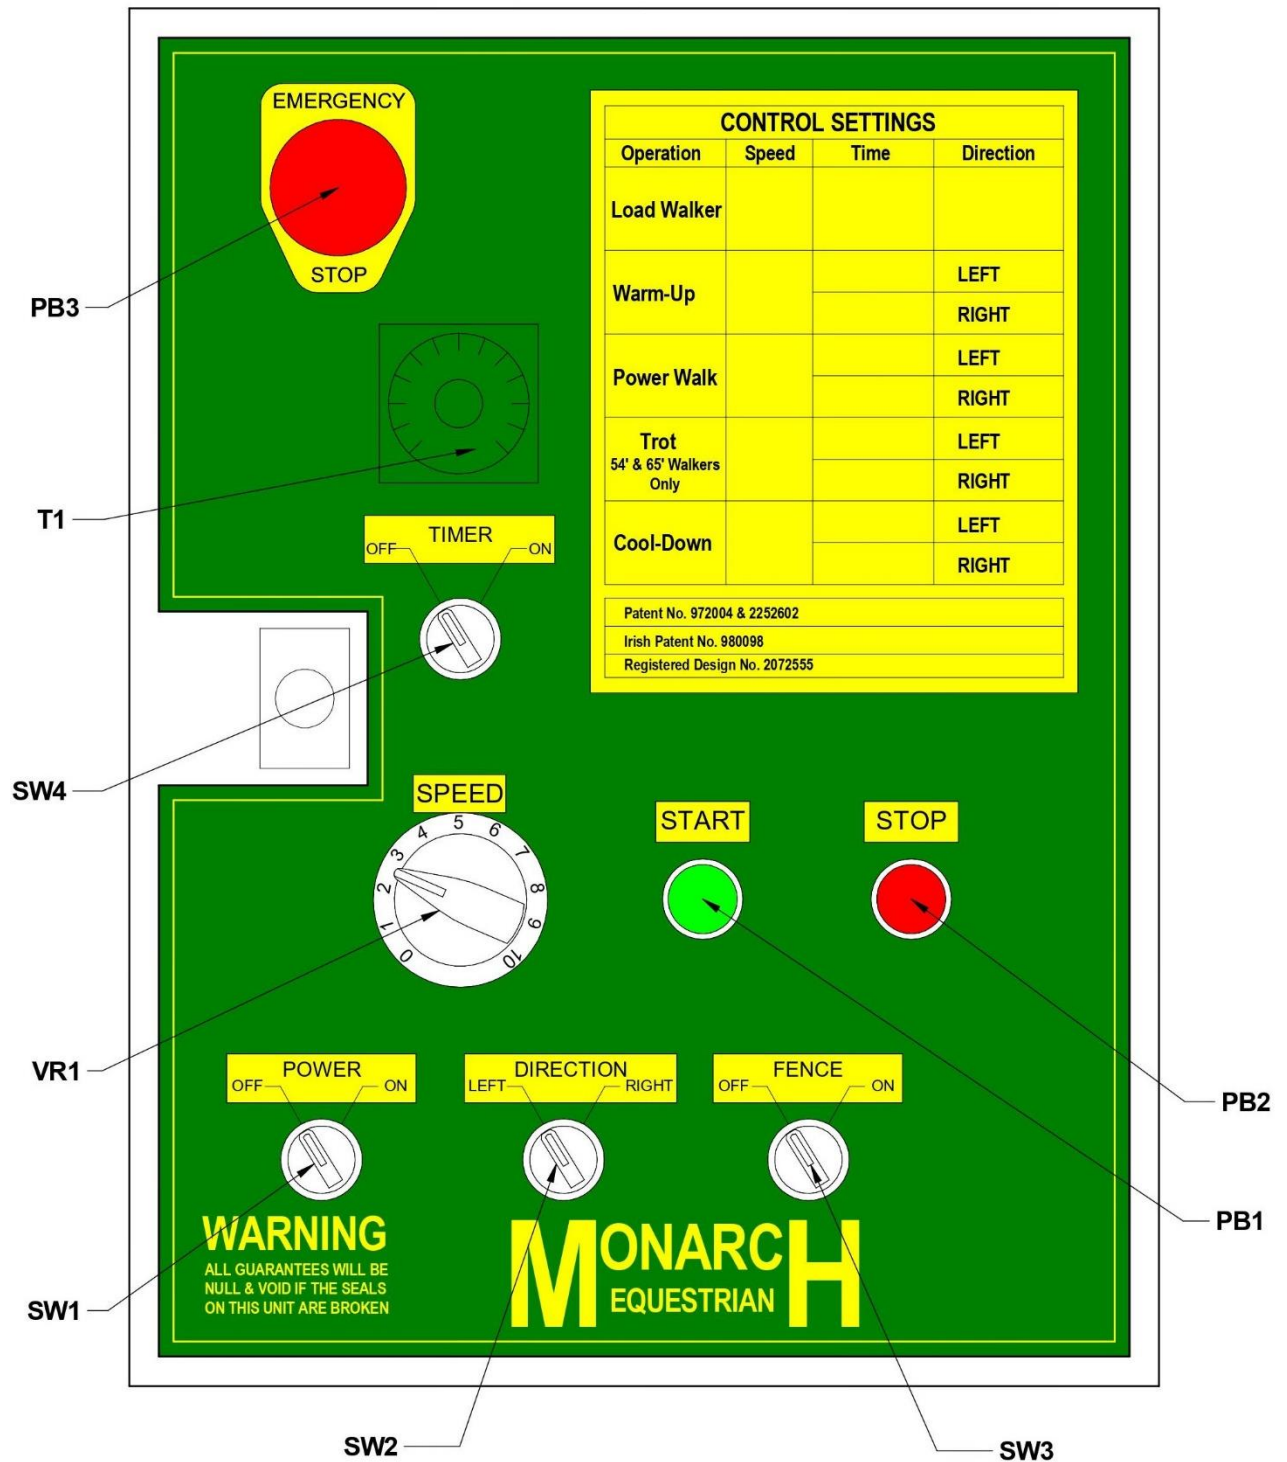 EMERGENCY
STOP
PB3
T1
TIMER
OFF ON
SW4
CONTROL SETTINGS
Operation Speed Time Direction
Load Walker
Warm-Up
LEFT
RIGHT
Power Walk
LEFT
RIGHT
Trot
54' & 65' Walkers
Only
LEFT
RIGHT
Cool-Down
LEFT
RIGHT
Patent No. 972004 & 2252602
Irish Patent No. 980098
Registered Design No. 2072555
SPEED
0 1 2 3 4 5 6 7 8 9 10
VR1
START
STOP
PB2
PB1
POWER
OFF ON
DIRECTION
LEFT RIGHT
FENCE
OFF ON
SW1
WARNING
ALL GUARANTEES WILL BE
NULL & VOID IF THE SEALS
ON THIS UNIT ARE BROKEN
MONARCH
EQUESTRIAN
SW2
SW3